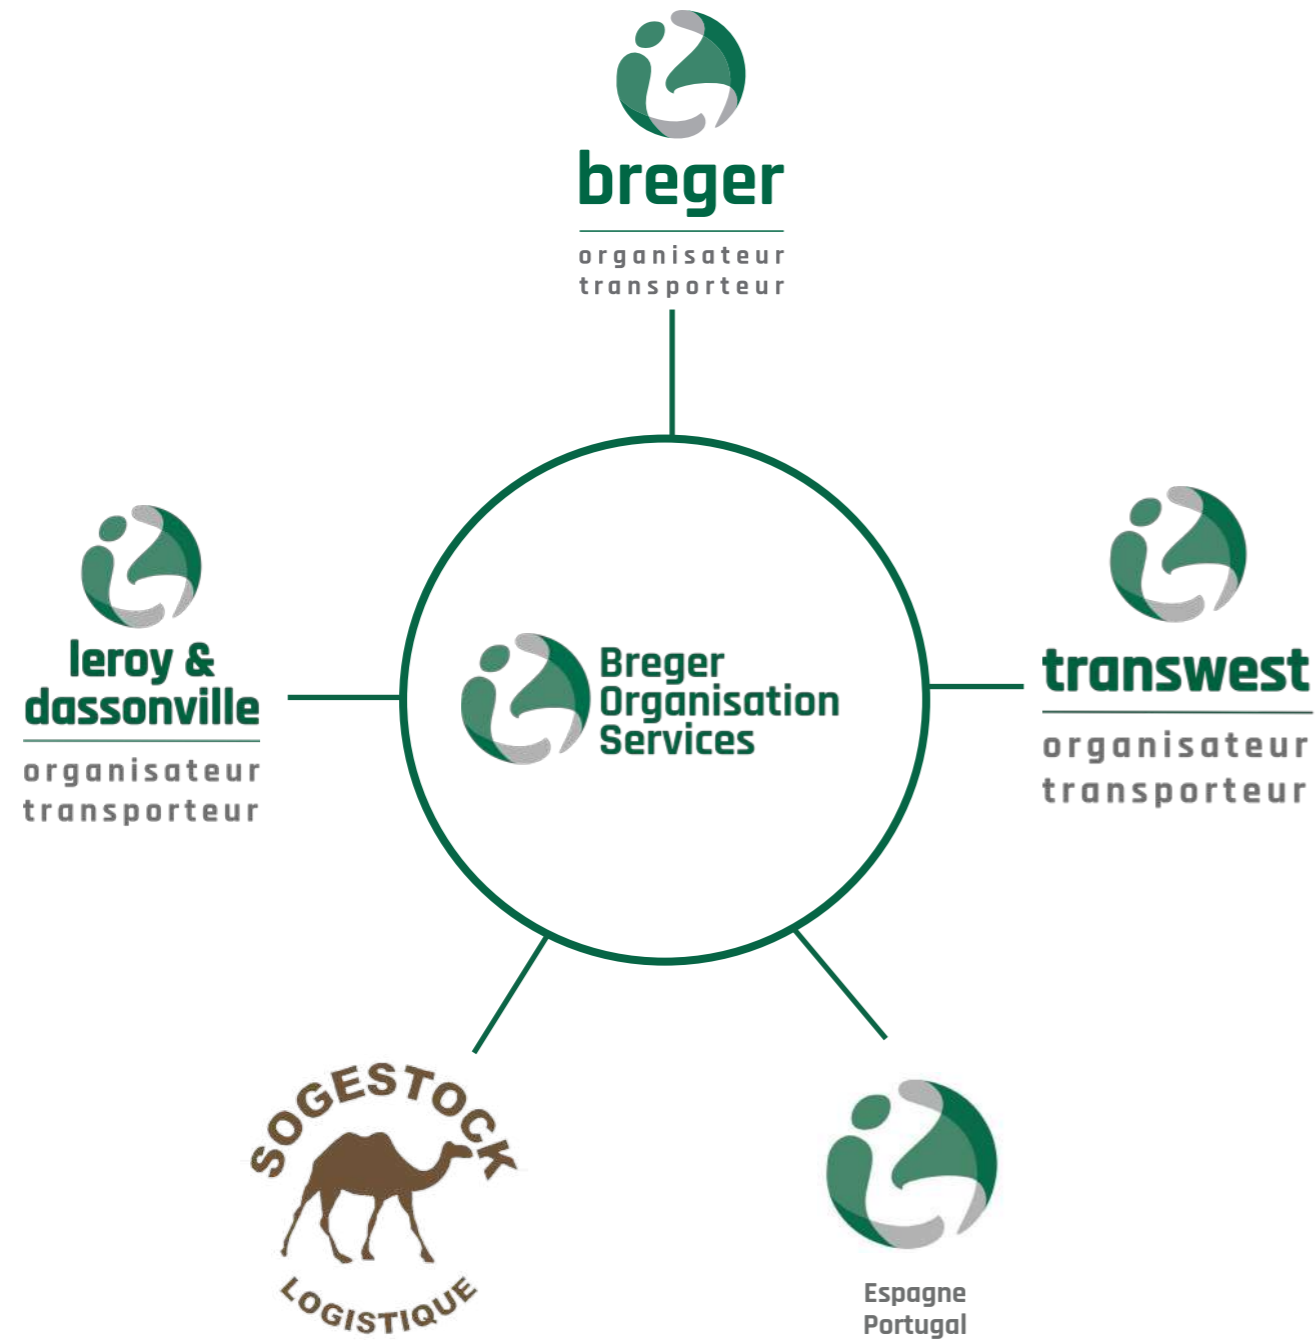 breger
organisateur
transporteur
leroy &
dassonville
organisateur
transporteur
Breger
Organisation
Services
transwest
organisateur
transporteur
SOGESTOCK
LOGISTIQUE
Espagne
Portugal